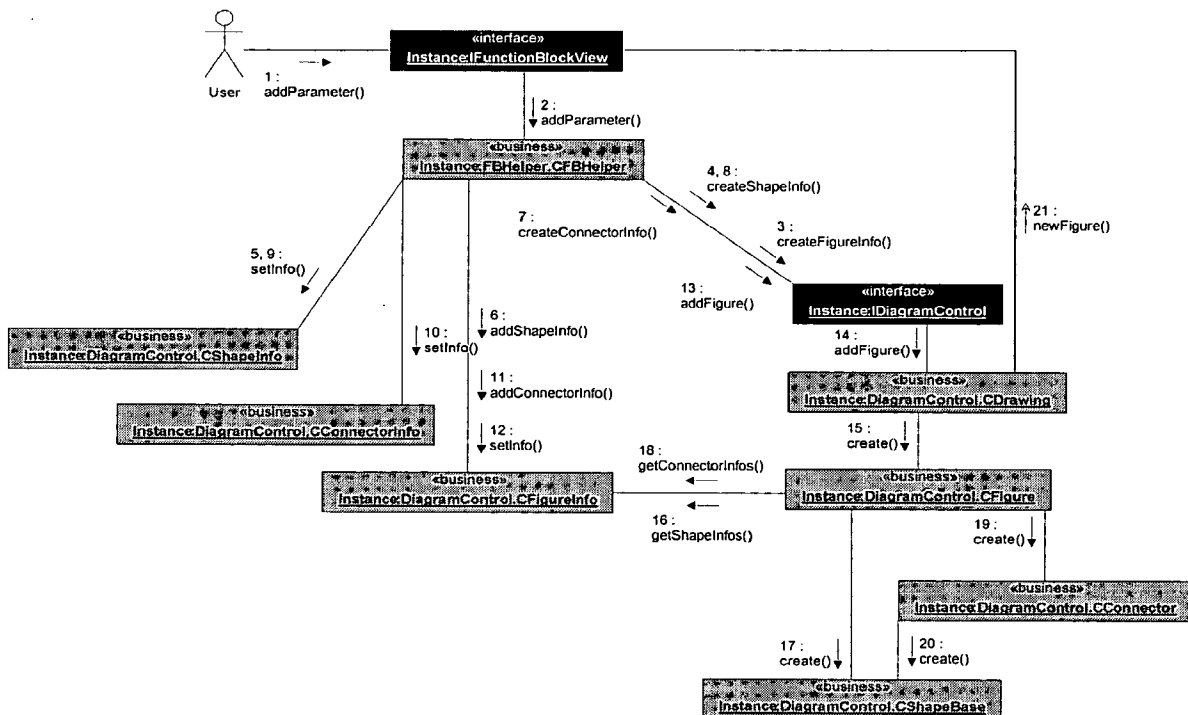 «interface»
Instance:IFunctionBlockView
1 :
addParameter()
User
2 :
addParameter()
«business»
Instance:FBHelper.CFBHelper
4, 8 :
createShapeInfo()
7 :
createConnectorInfo()
3 :
createFigureInfo()
21 :
newFigure()
5, 9 :
setInfo()
13 :
addFigure()
«interface»
Instance:IDiagramControl
6 :
addShapeInfo()
10 :
setInfo()
14 :
addFigure()
«business»
Instance:DiagramControl.CShapeInfo
11 :
addConnectorInfo()
«business»
Instance:DiagramControl.CDrawing
«business»
Instance:DiagramControl.CConnectorInfo
12 :
setInfo()
15 :
create()
18 :
getConnectorInfos()
«business»
Instance:DiagramControl.CFigureInfo
«business»
Instance:DiagramControl.CFigure
16 :
getShapeInfos()
19 :
create()
«business»
Instance:DiagramControl.CConnector
17 :
create()
20 :
create()
«business»
Instance:DiagramControl.CShapeBase